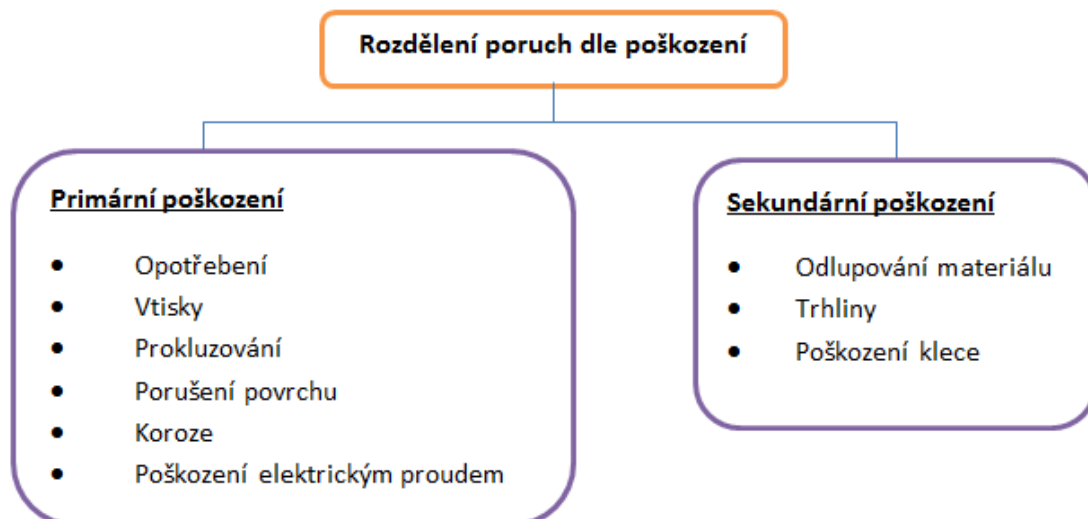 Rozdělení poruch dle poškození
Primární poškození
• Opotřebení
• Vtisky
• Prokluzování
• Porušení povrchu
• Koroze
• Poškození elektrickým proudem
Sekundární poškození
• Odlupování materiálu
• Trhliny
• Poškození klece